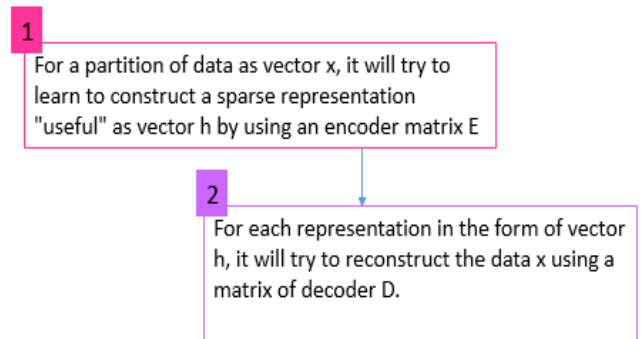 1
For a partition of data as vector x, it will try to
learn to construct a sparse representation
"useful" as vector h by using an encoder matrix E
2
For each representation in the form of vector
h, it will try to reconstruct the data x using a
matrix of decoder D.